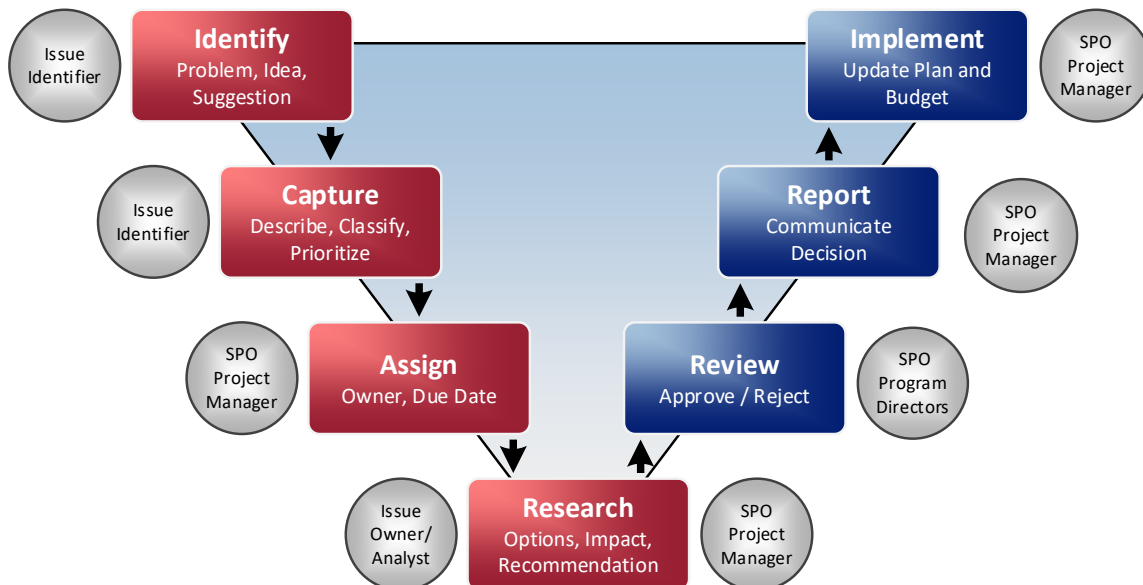 Issue
Identifier
Identify
Problem, Idea,
Suggestion
Implement
Update Plan and
Budget
SPO
Project
Manager
Issue
Identifier
Capture
Describe, Classify,
Prioritize
Report
Communicate
Decision
SPO
Project
Manager
SPO
Project
Manager
Assign
Owner, Due Date
Review
Approve / Reject
SPO
Program
Directors
Issue
Owner/
Analyst
Research
Options, Impact,
Recommendation
SPO
Project
Manager